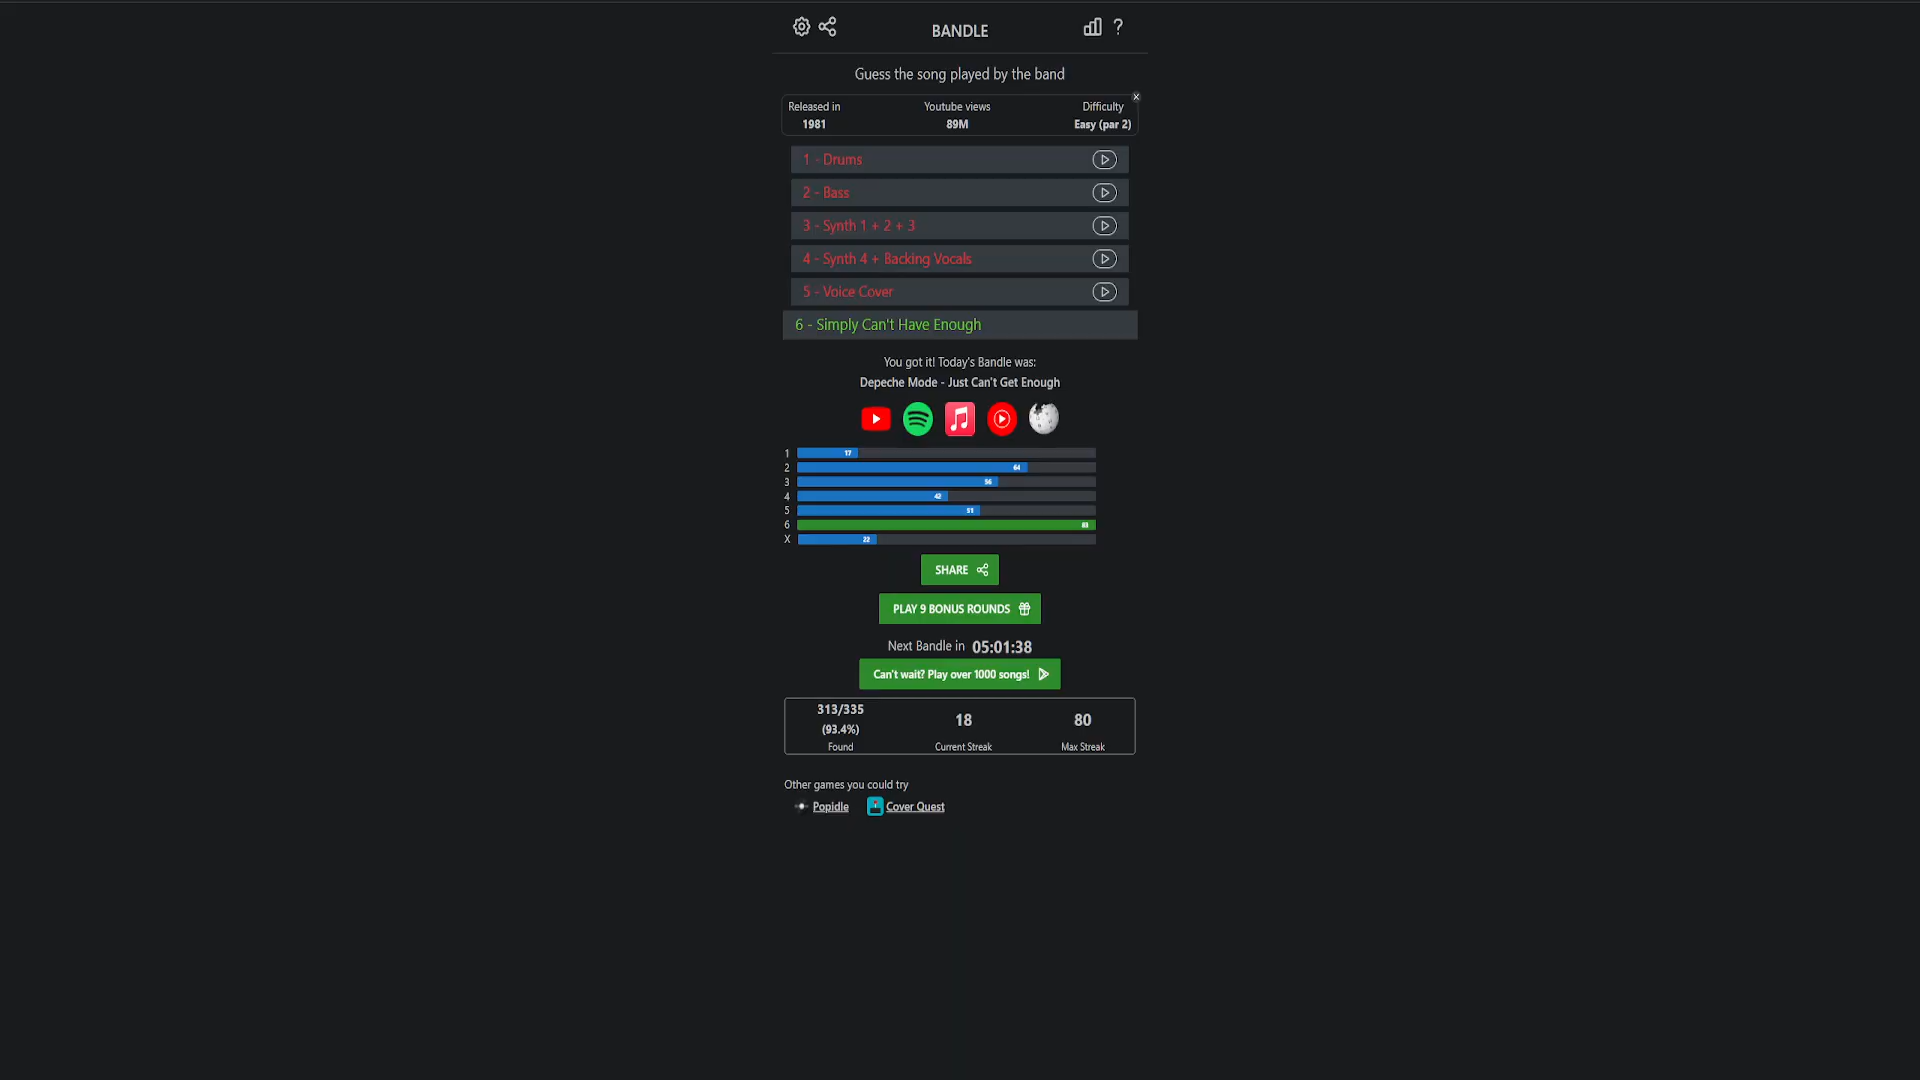 BANDLE
?
Guess the song played by the band
Released in Youtube views Difficulty
1981 89M Easy (par 2)
1 - Drums
2 - Bass
3 - Synth 1 + 2 + 3
4 - Synth 4 + Backing Vocals
5 - Voice Cover
6 - Simply Can't Have Enough
You got it! Today's Bandle was:
Depeche Mode - Just Can't Get Enough
1 17
2 64
3 56
4 42
5 51
6 83
X 22
SHARE
PLAY 9 BONUS ROUNDS
Next Bandle in 05:01:38
Can't wait? Play over 1000 songs!
313/335 18 80
(93.4%)
Found Current Streak Max Streak
Other games you could try
Popidle Cover Quest